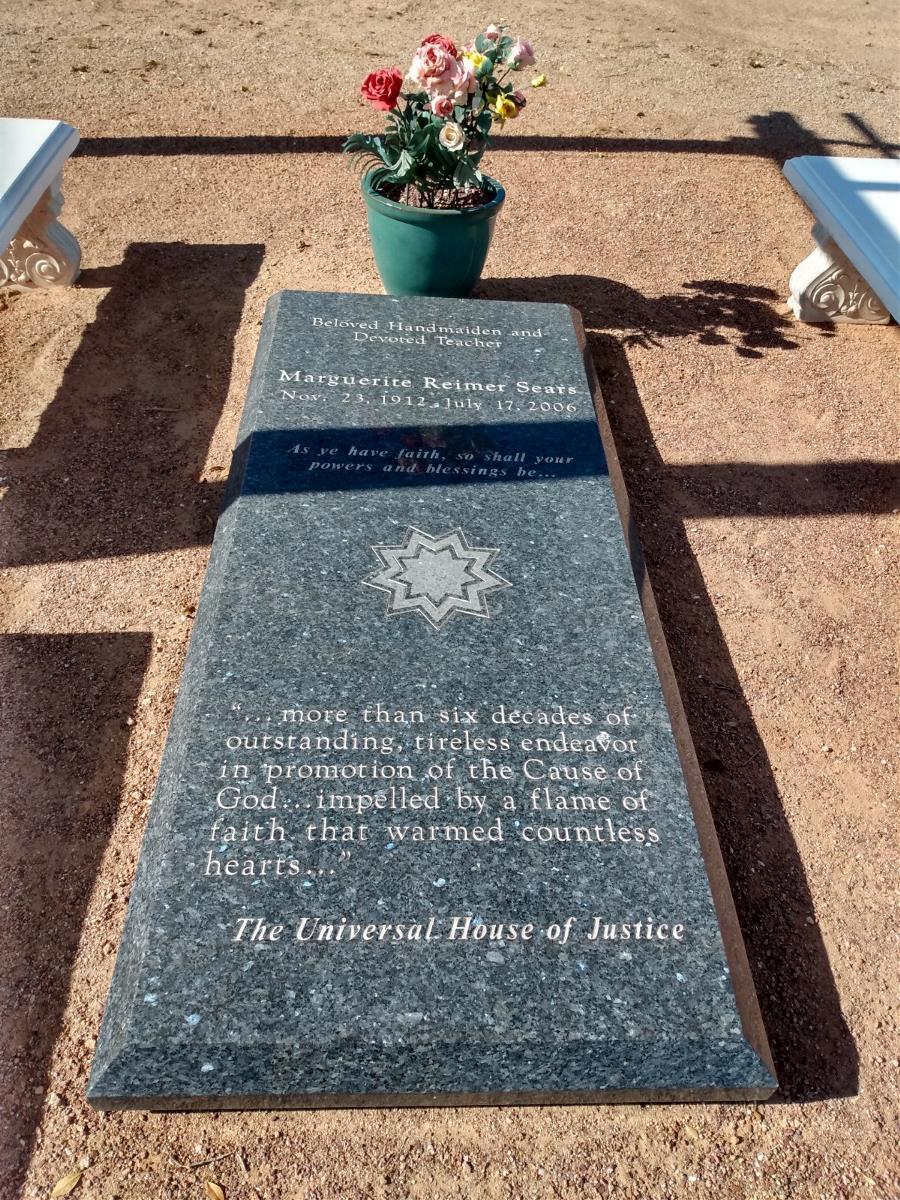 Beloved Handmaiden and
Devoted Teacher
Marguerite Reimer Sears
Nov. 23, 1912 - July 17, 2006
As ye have faith, so shall your
powers and blessings be...
“...more than six decades of
outstanding, tireless endeavor
in promotion of the Cause of
God...impelled by a flame of
faith that warmed countless
hearts...”
The Universal House of Justice